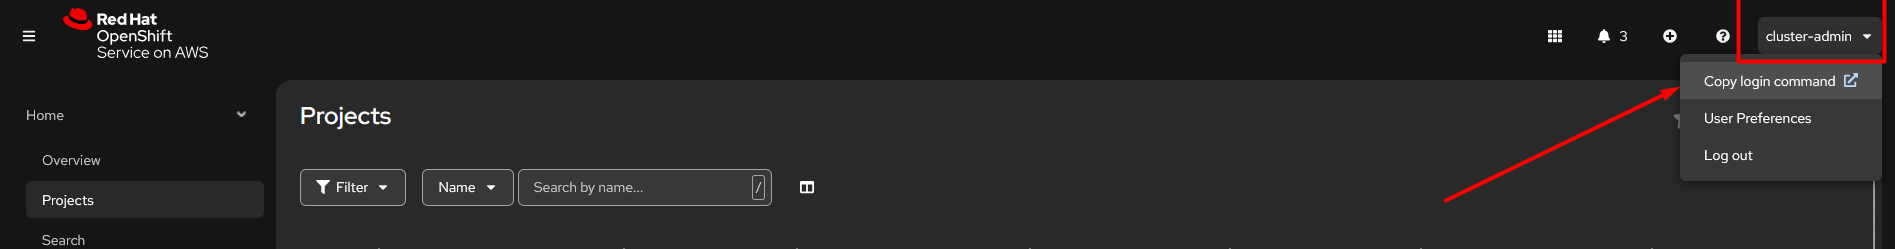 Red Hat
OpenShift
Service on AWS
3
cluster-admin
Copy login command
User Preferences
Log out
Home
Overview
Projects
Search
Projects
Filter
Name
Search by name...
/